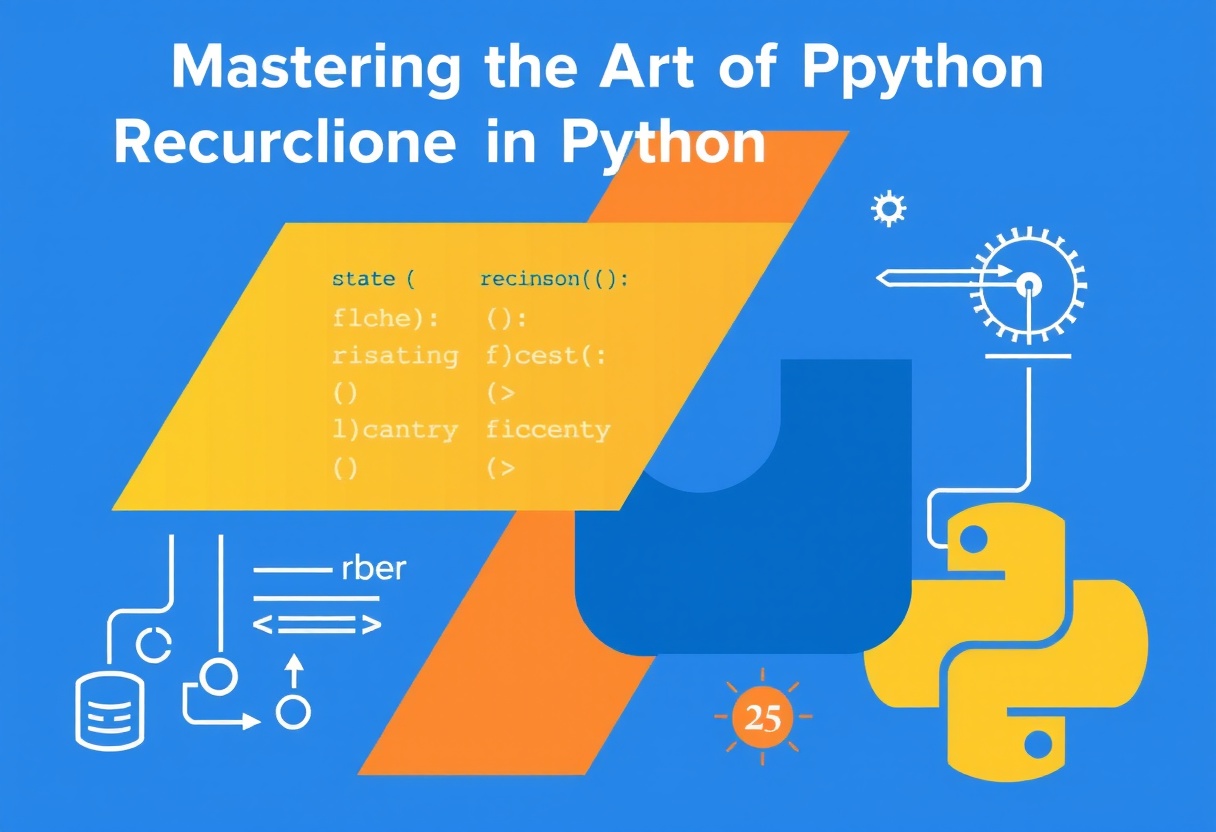 Mastering the Art of Ppython
Recurclione in Python
state ( recinson(():
flche): ():
risating f)cest(:
() (>
l)cantry ficcenty
() (>
rber
25